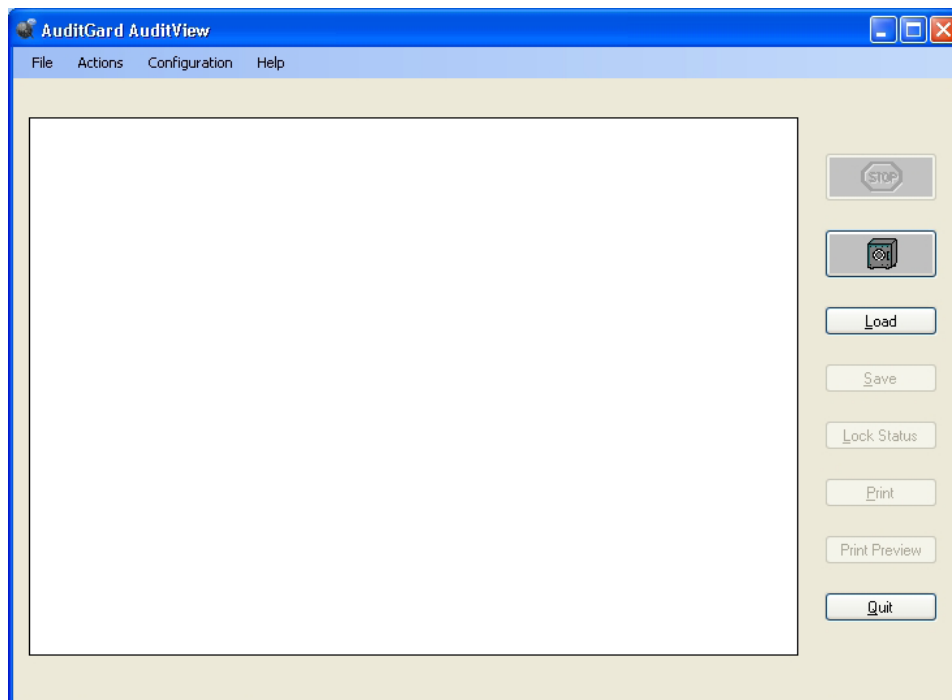 AuditGard AuditView
File Actions Configuration Help
STOP
Load
Save
Lock Status
Print
Print Preview
Quit